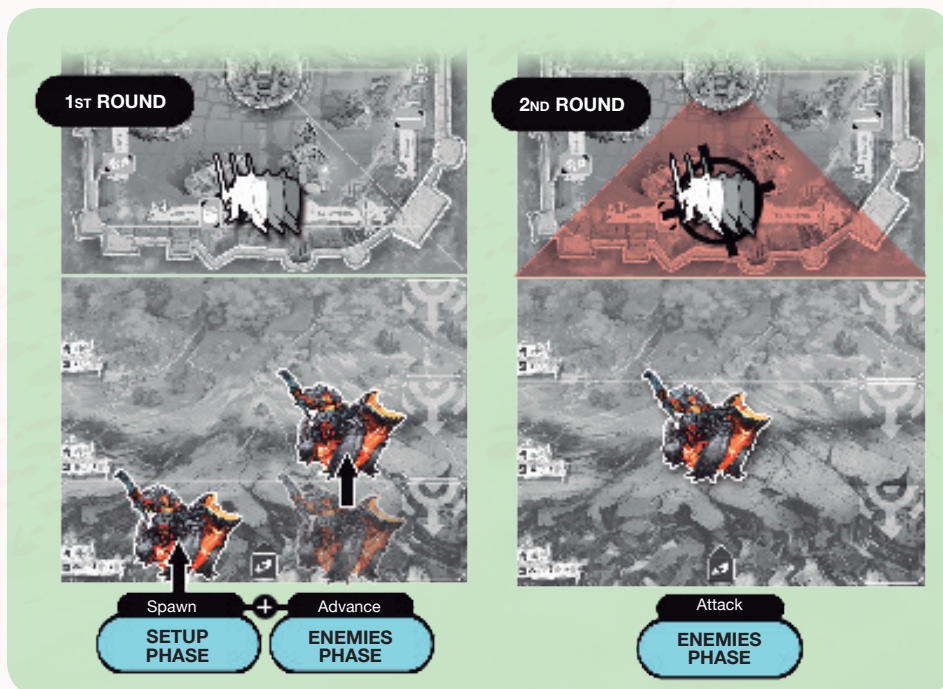 1ST ROUND
2ND ROUND
Spawn
Advance
SETUP
PHASE
ENEMIES
PHASE
Attack
ENEMIES
PHASE